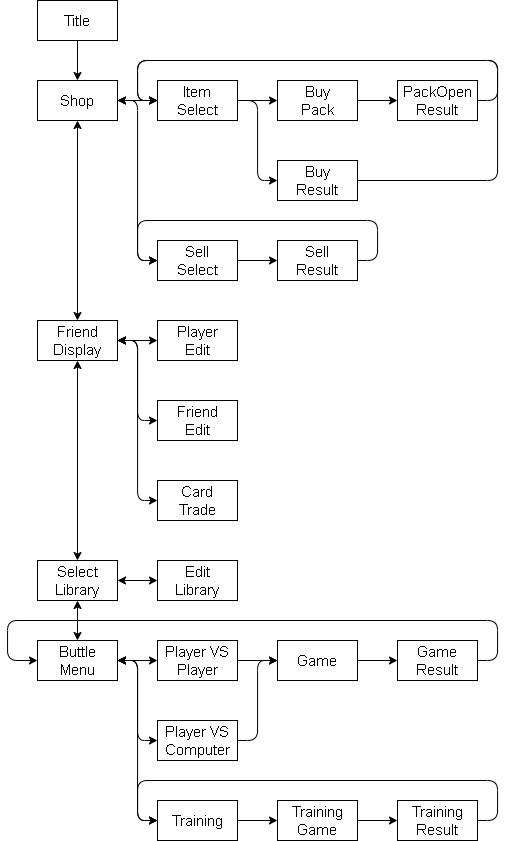 Title
Shop
Item
Select
Buy
Pack
PackOpen
Result
Buy
Result
Sell
Select
Sell
Result
Friend
Display
Player
Edit
Friend
Edit
Card
Trade
Select
Library
Edit
Library
Buttle
Menu
Player VS
Player
Game
Game
Result
Player VS
Computer
Training
Training
Game
Training
Result